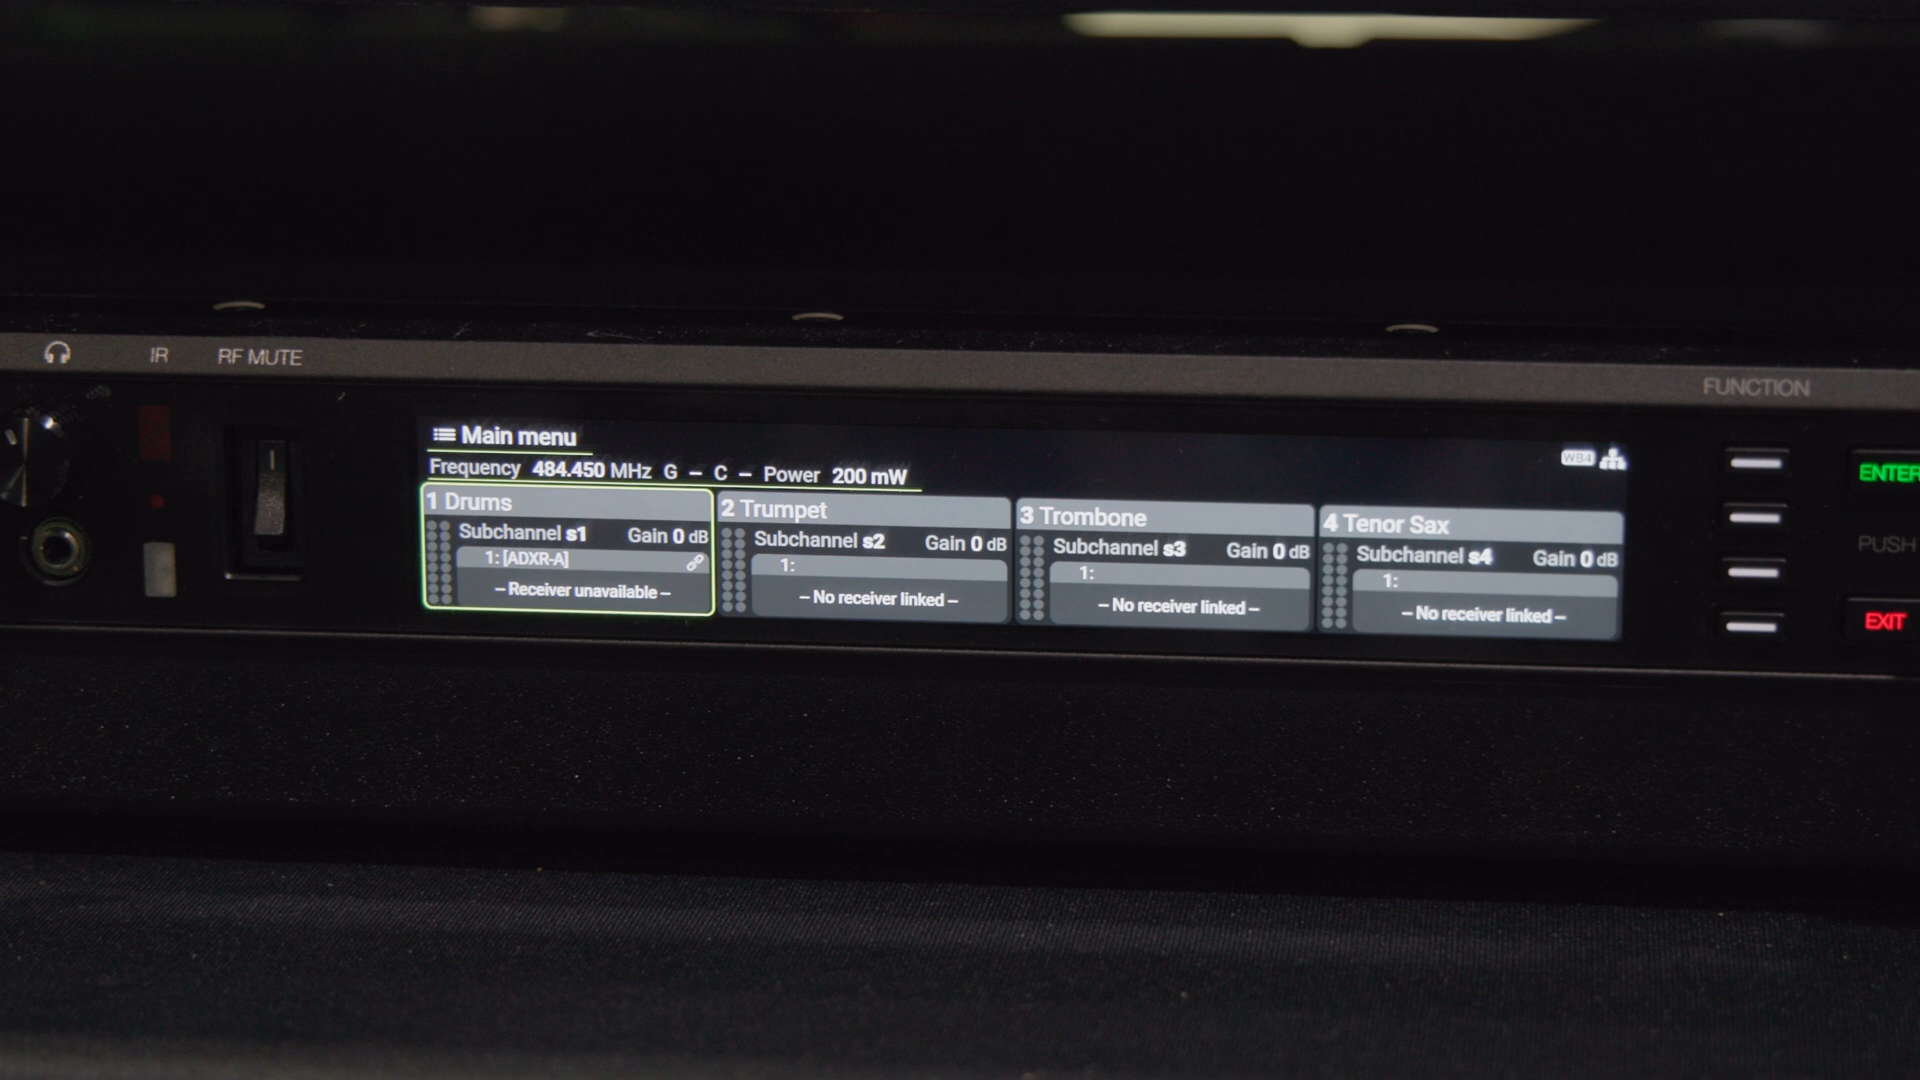 IR
RF MUTE
FUNCTION
Main menu
WB4
Frequency 484.450 MHz G – C – Power 200 mW
1 Drums
Subchannel s1 Gain 0 dB
1: [ADXR-A]
– Receiver unavailable –
2 Trumpet
Subchannel s2 Gain 0 dB
1:
– No receiver linked –
3 Trombone
Subchannel s3 Gain 0 dB
1:
– No receiver linked –
4 Tenor Sax
Subchannel s4 Gain 0 dB
1:
– No receiver linked –
ENTER
PUSH
EXIT